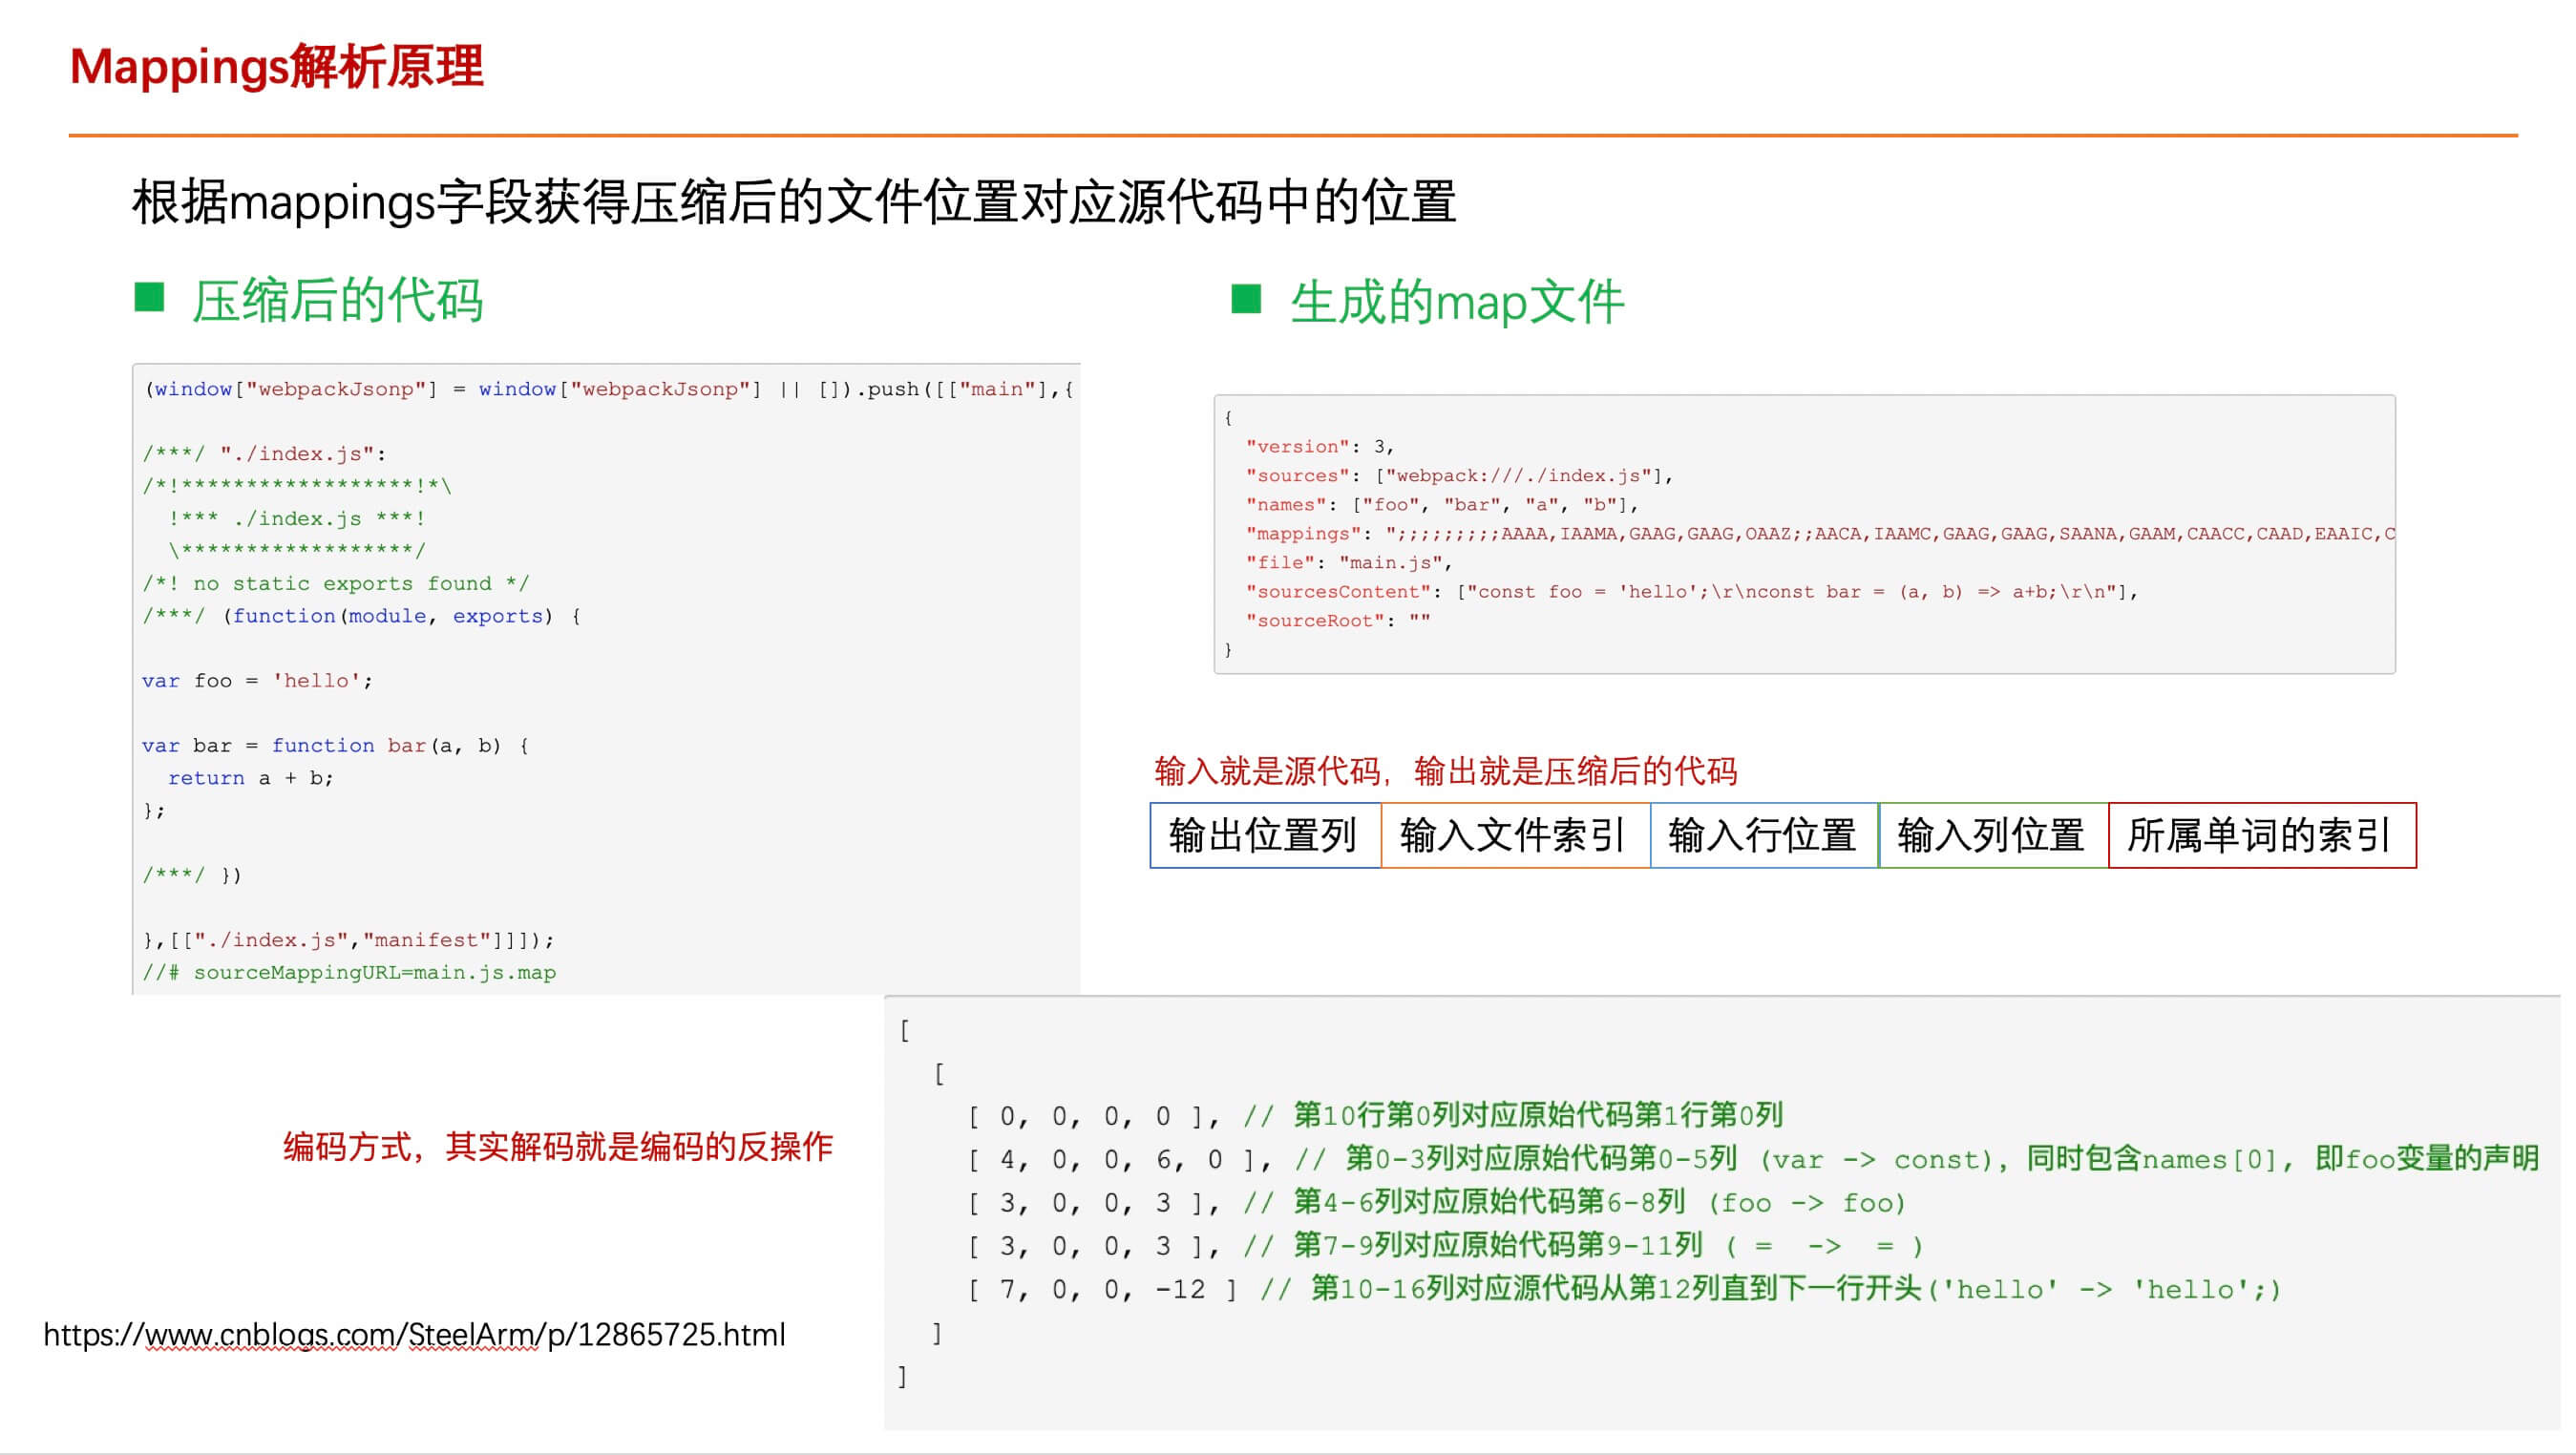 Mappings解析原理
根据mappings字段获得压缩后的文件位置对应源代码中的位置
压缩后的代码
(window["webpackJsonp"] = window["webpackJsonp"] || []).push([["main"],{
/***/ "./index.js":
/*!******************!*\
  !*** ./index.js ***!
  \******************/
/*! no static exports found */
/***/ (function(module, exports) {
var foo = 'hello';
var bar = function bar(a, b) {
  return a + b;
};
/***/ })
},[["./index.js","manifest"]]]);
//# sourceMappingURL=main.js.map
生成的map文件
{
  "version": 3,
  "sources": ["webpack:///./index.js"],
  "names": ["foo", "bar", "a", "b"],
  "mappings": ";;;;;;;;;AAAA,IAAMA,GAAG,GAAG,OAAZ;;AACA,IAAMC,GAAG,GAAG,SAANA,GAAM,CAACC,CAAD,EAAIC,C
  "file": "main.js",
  "sourcesContent": ["const foo = 'hello';\r\nconst bar = (a, b) => a+b;\r\n"],
  "sourceRoot": ""
}
输入就是源代码，输出就是压缩后的代码
输出位置列 输入文件索引 输入行位置 输入列位置 所属单词的索引
[
  [
    [ 0, 0, 0, 0 ], // 第10行第0列对应原始代码第1行第0列
    [ 4, 0, 0, 6, 0 ], // 第0-3列对应原始代码第0-5列 (var -> const), 同时包含names[0], 即foo变量的声明
    [ 3, 0, 0, 3 ], // 第4-6列对应原始代码第6-8列 (foo -> foo)
    [ 3, 0, 0, 3 ], // 第7-9列对应原始代码第9-11列 ( =  ->  = )
    [ 7, 0, 0, -12 ] // 第10-16列对应源代码从第12列直到下一行开头('hello' -> 'hello';)
  ]
]
编码方式，其实解码就是编码的反操作
https://www.cnblogs.com/SteelArm/p/12865725.html